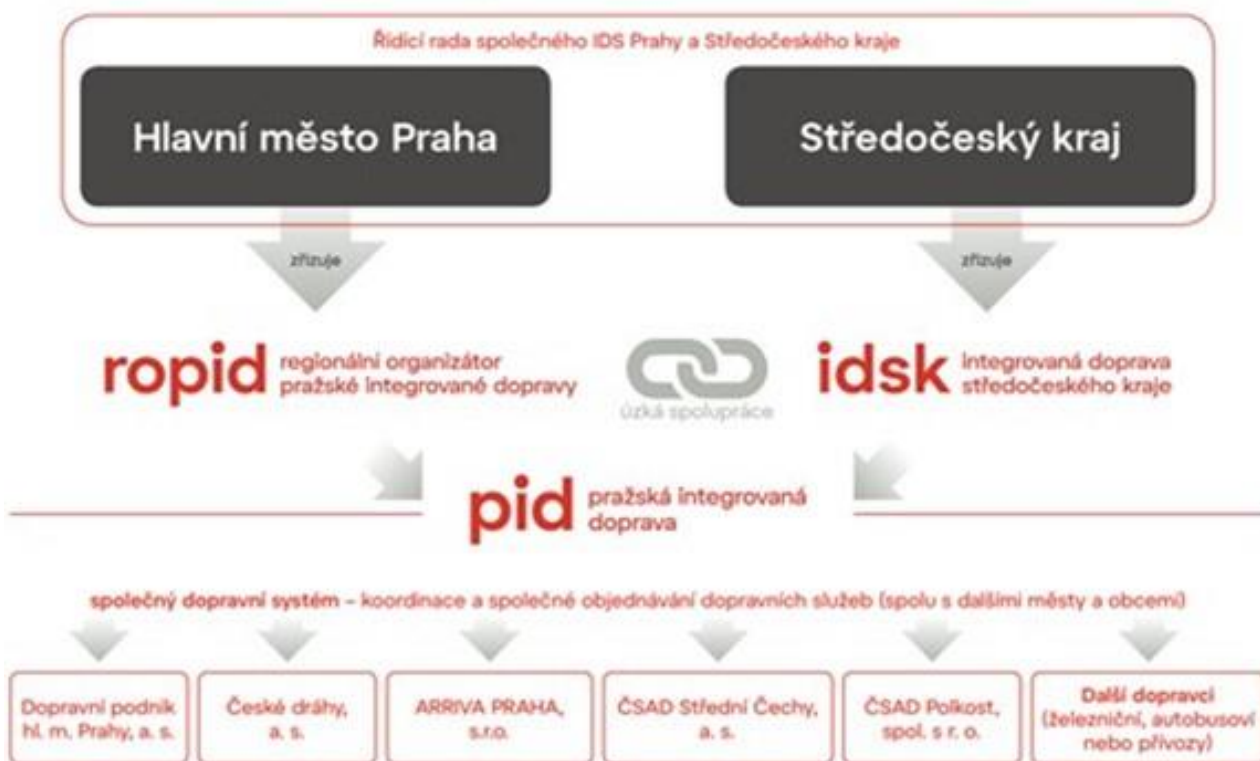 Řídicí rada společného IDS Prahy a Středočeského kraje
Hlavní město Praha
Středočeský kraj
zřizuje
zřizuje
ropid
regionální organizátor
pražské integrované dopravy
úzká spolupráce
idsk
integrovaná doprava
středočeského kraje
pid
pražská integrovaná
doprava
společný dopravní systém – koordinace a společné objednávání dopravních služeb (spolu s dalšími městy a obcemi)
Dopravní podnik
hl. m. Prahy, a. s.
České dráhy,
a. s.
ARRIVA PRAHA,
s.r.o.
ČSAD Střední Čechy,
a. s.
ČSAD Polkost,
spol. s r. o.
Další dopravci
(železniční, autobusoví
nebo přívozy)